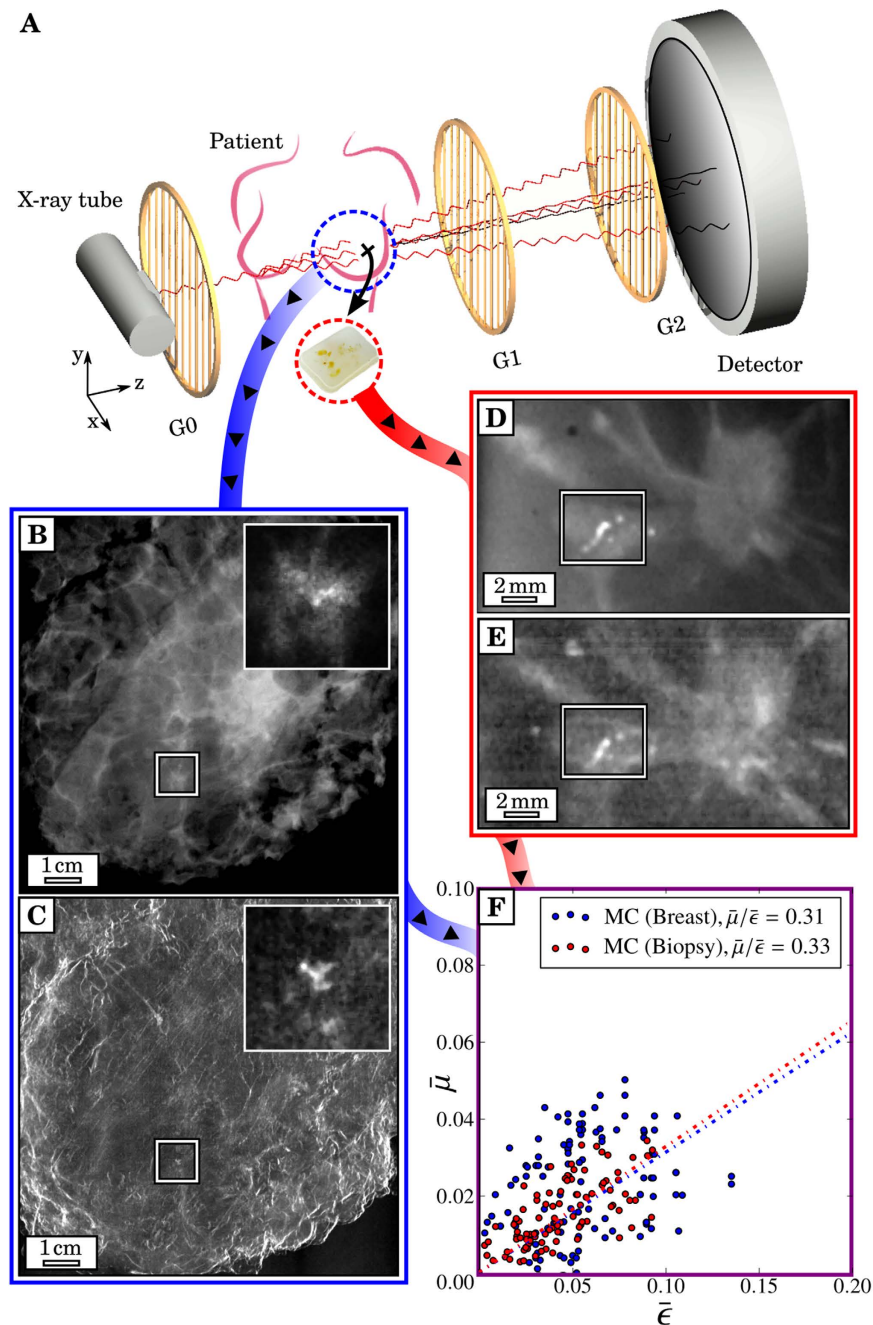 A
Patient
X-ray tube
y
z
x
G0
G1
G2
Detector
B
1 cm
C
1 cm
D
2 mm
E
2 mm
F
MC (Breast), μ̄/ε̄ = 0.31
MC (Biopsy), μ̄/ε̄ = 0.33
0.10
0.08
0.06
0.04
0.02
0.00
μ̄
0.05
0.10
0.15
0.20
ϵ̄